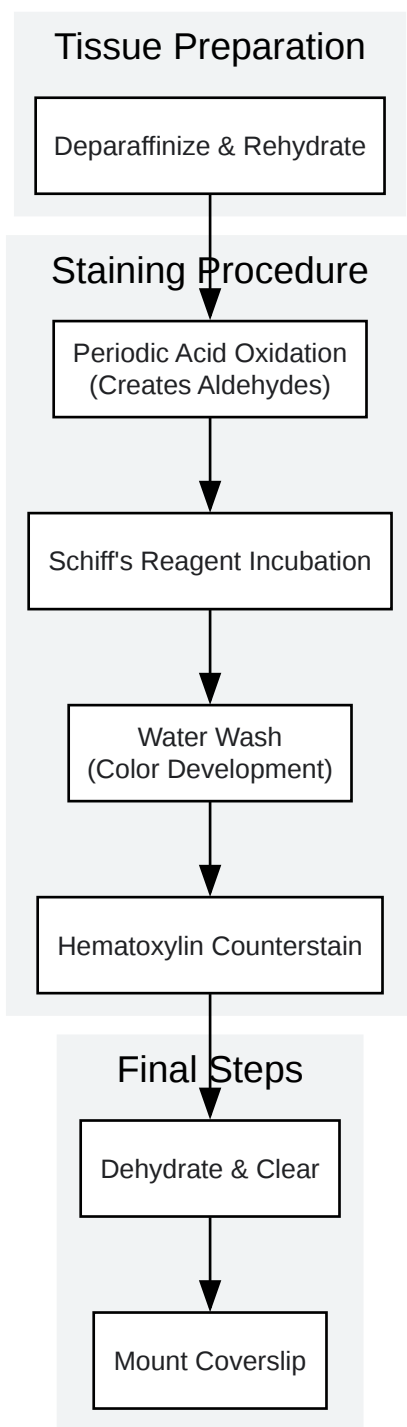 Tissue Preparation
Deparaffinize & Rehydrate
Staining Procedure
Periodic Acid Oxidation
(Creates Aldehydes)
Schiff's Reagent Incubation
Water Wash
(Color Development)
Hematoxylin Counterstain
Final Steps
Dehydrate & Clear
Mount Coverslip